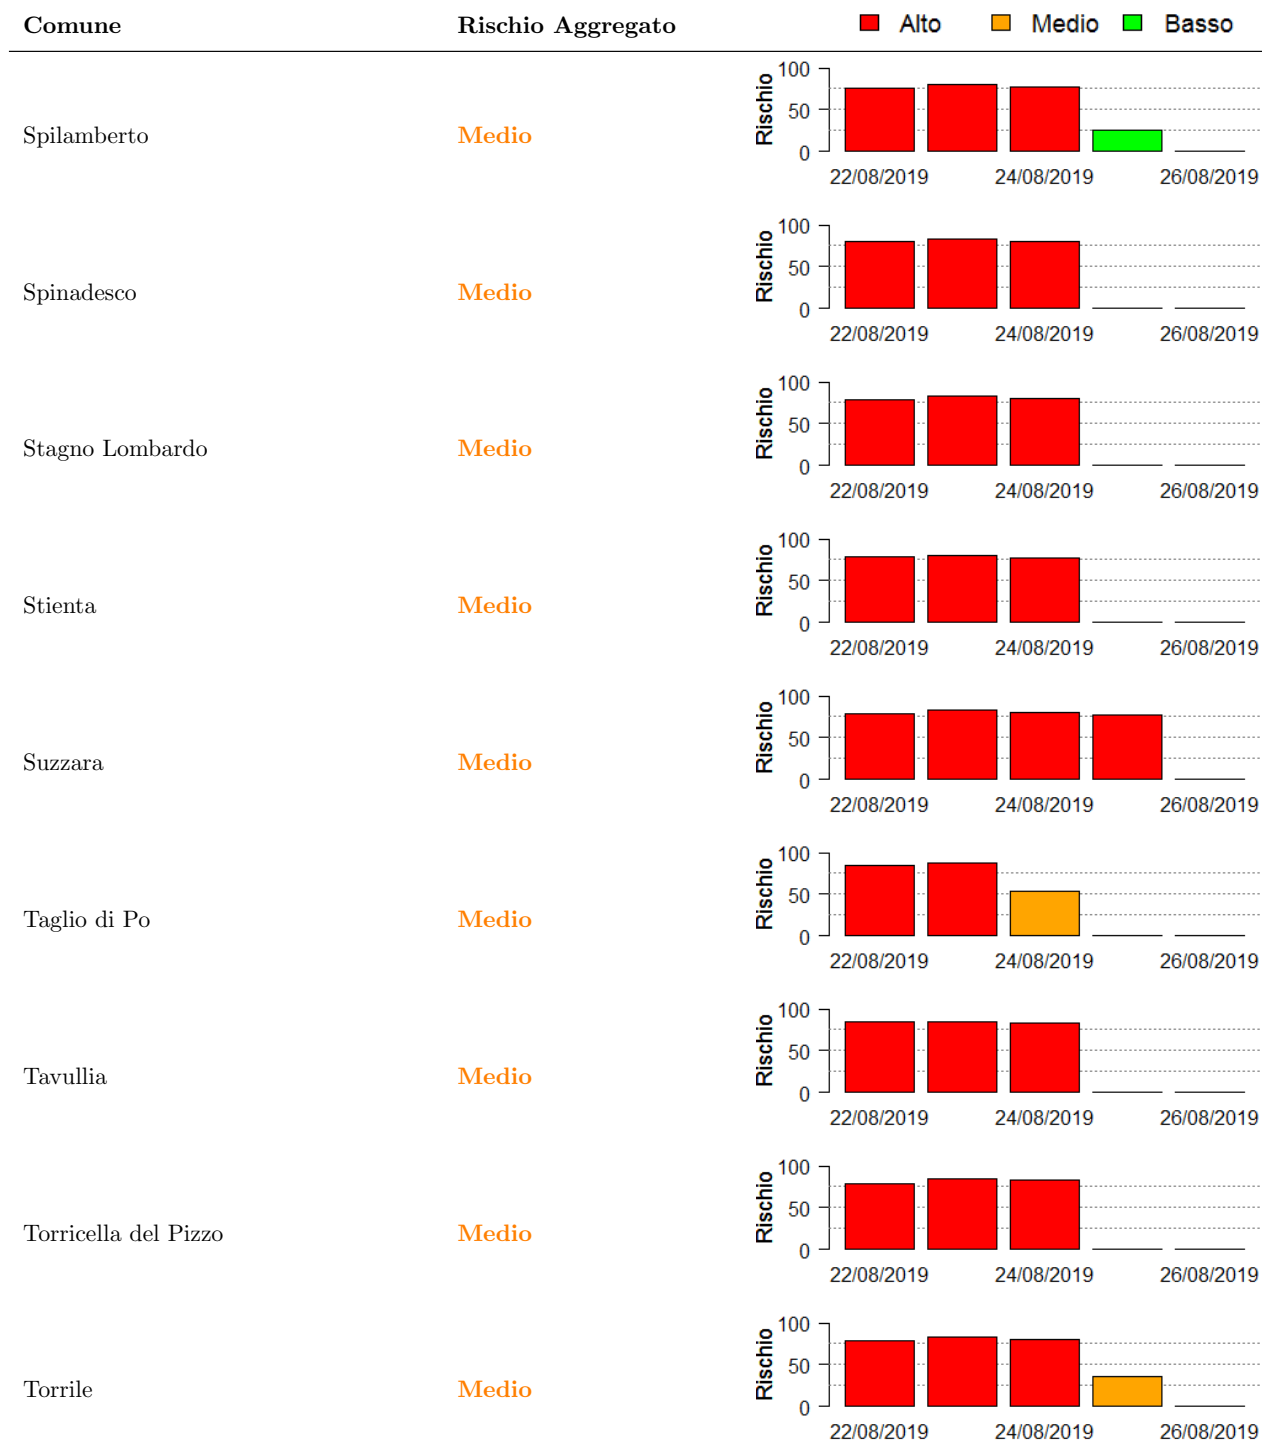 Comune Rischio Aggregato Alto Medio Basso
Spilamberto Medio
Rischio
100
50
0
22/08/2019 24/08/2019 26/08/2019
Spinadesco Medio
Rischio
100
50
0
22/08/2019 24/08/2019 26/08/2019
Stagno Lombardo Medio
Rischio
100
50
0
22/08/2019 24/08/2019 26/08/2019
Stienta Medio
Rischio
100
50
0
22/08/2019 24/08/2019 26/08/2019
Suzzara Medio
Rischio
100
50
0
22/08/2019 24/08/2019 26/08/2019
Taglio di Po Medio
Rischio
100
50
0
22/08/2019 24/08/2019 26/08/2019
Tavullia Medio
Rischio
100
50
0
22/08/2019 24/08/2019 26/08/2019
Torricella del Pizzo Medio
Rischio
100
50
0
22/08/2019 24/08/2019 26/08/2019
Torrile Medio
Rischio
100
50
0
22/08/2019 24/08/2019 26/08/2019